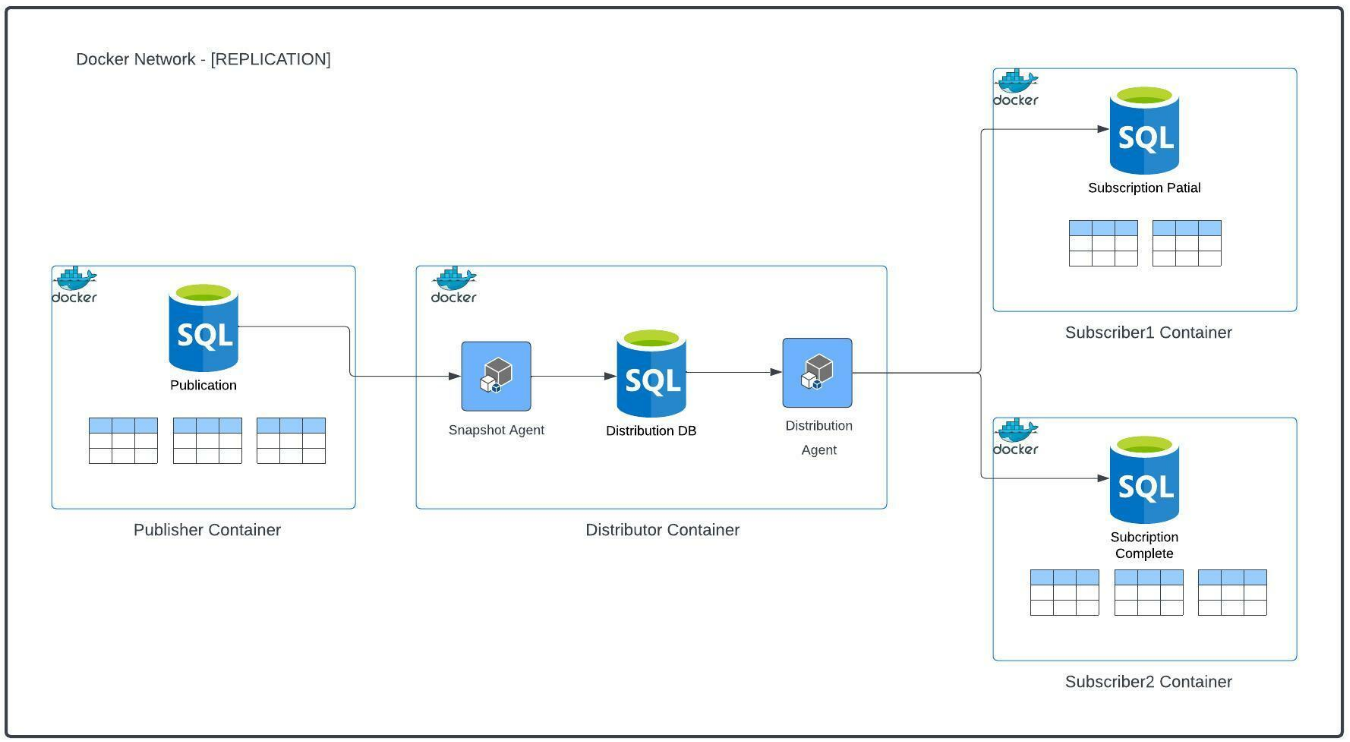 Docker Network - [REPLICATION]
docker
SQL
Subscription Patial
Subscriber1 Container
docker
SQL
Publication
Publisher Container
docker
Snapshot Agent
SQL
Distribution DB
Distribution
Agent
Distributor Container
docker
SQL
Subcription
Complete
Subscriber2 Container